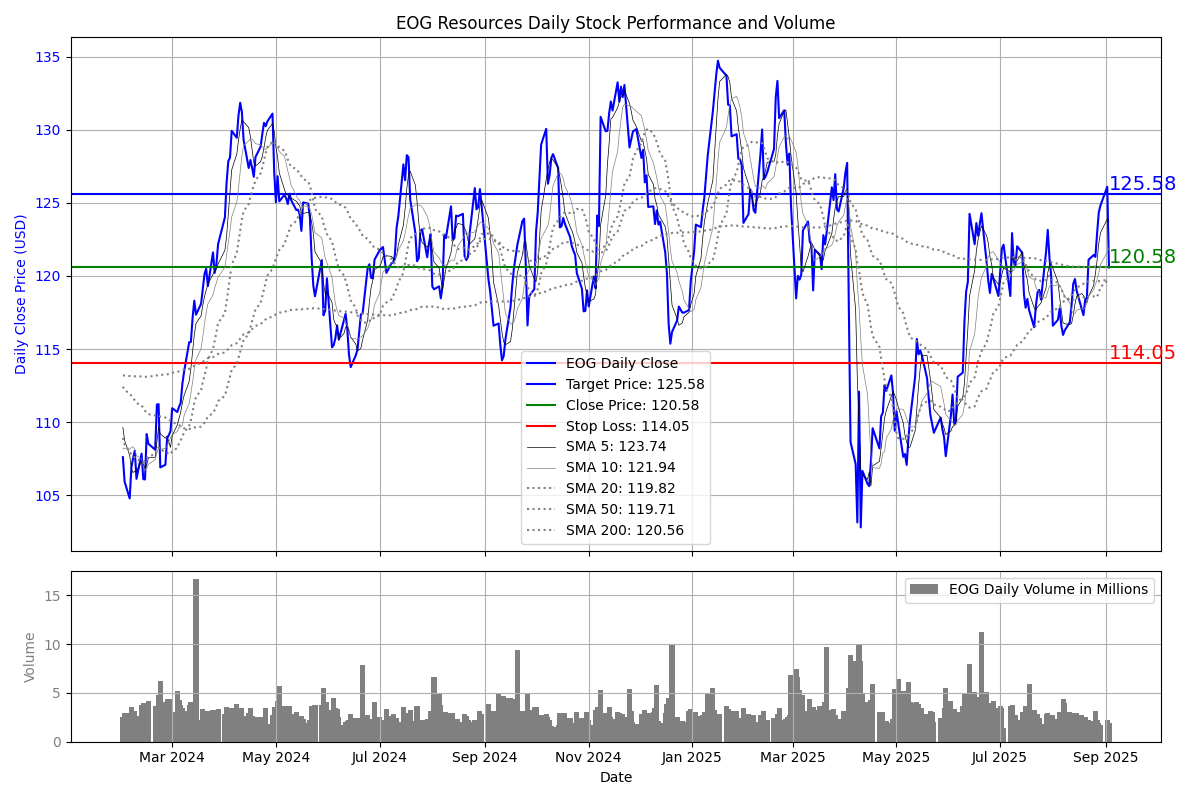 EOG Resources Daily Stock Performance and Volume
Daily Close Price (USD)
135
130
125
120
115
110
105
125.58
120.58
114.05
EOG Daily Close
Target Price: 125.58
Close Price: 120.58
Stop Loss: 114.05
SMA 5: 123.74
SMA 10: 121.94
SMA 20: 119.82
SMA 50: 119.71
SMA 200: 120.56
Volume
15
10
5
0
EOG Daily Volume in Millions
Mar 2024 May 2024 Jul 2024 Sep 2024 Nov 2024 Jan 2025 Mar 2025 May 2025 Jul 2025 Sep 2025
Date